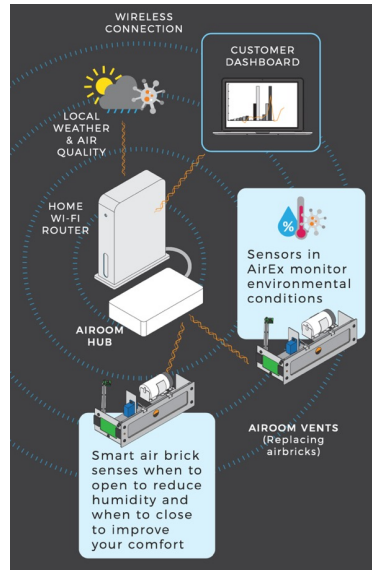 WIRELESS
CONNECTION
CUSTOMER
DASHBOARD
LOCAL
WEATHER
& AIR
QUALITY
HOME
WI-FI
ROUTER
%
Sensors in
AirEx monitor
environmental
conditions
AIROOM
HUB
AIROOM VENTS
(Replacing
airbricks)
Smart air brick
senses when to
open to reduce
humidity and
when to close
to improve
your comfort